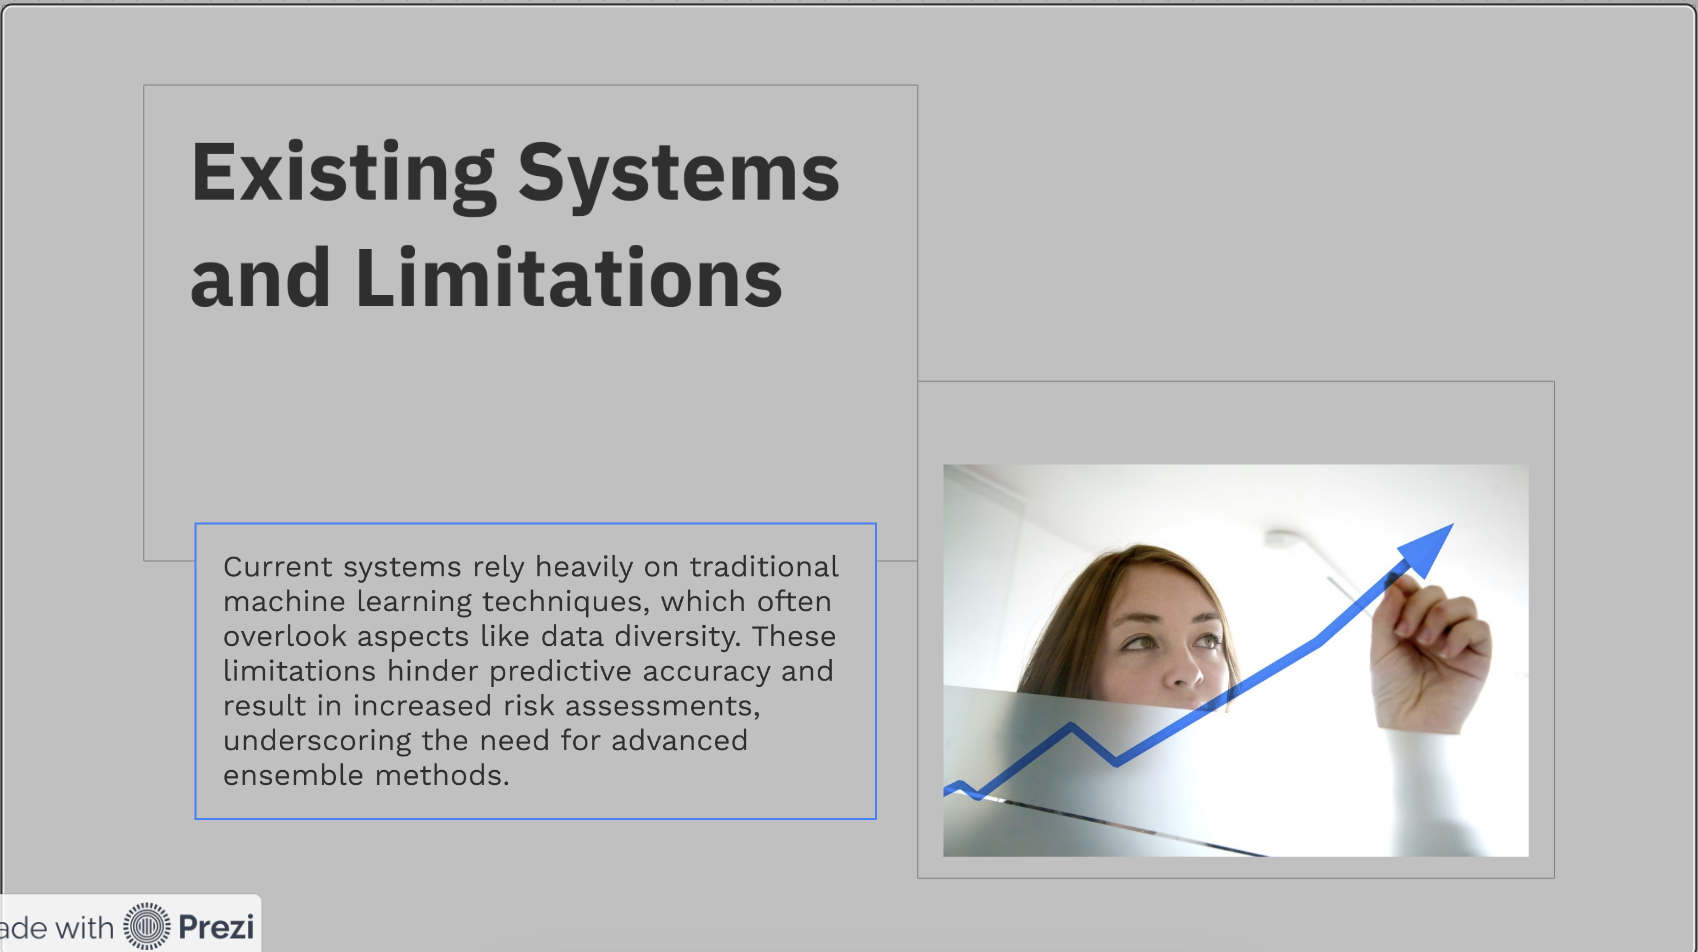 Existing Systems
and Limitations
Current systems rely heavily on traditional
machine learning techniques, which often
overlook aspects like data diversity. These
limitations hinder predictive accuracy and
result in increased risk assessments,
underscoring the need for advanced
ensemble methods.
ade with Prezi